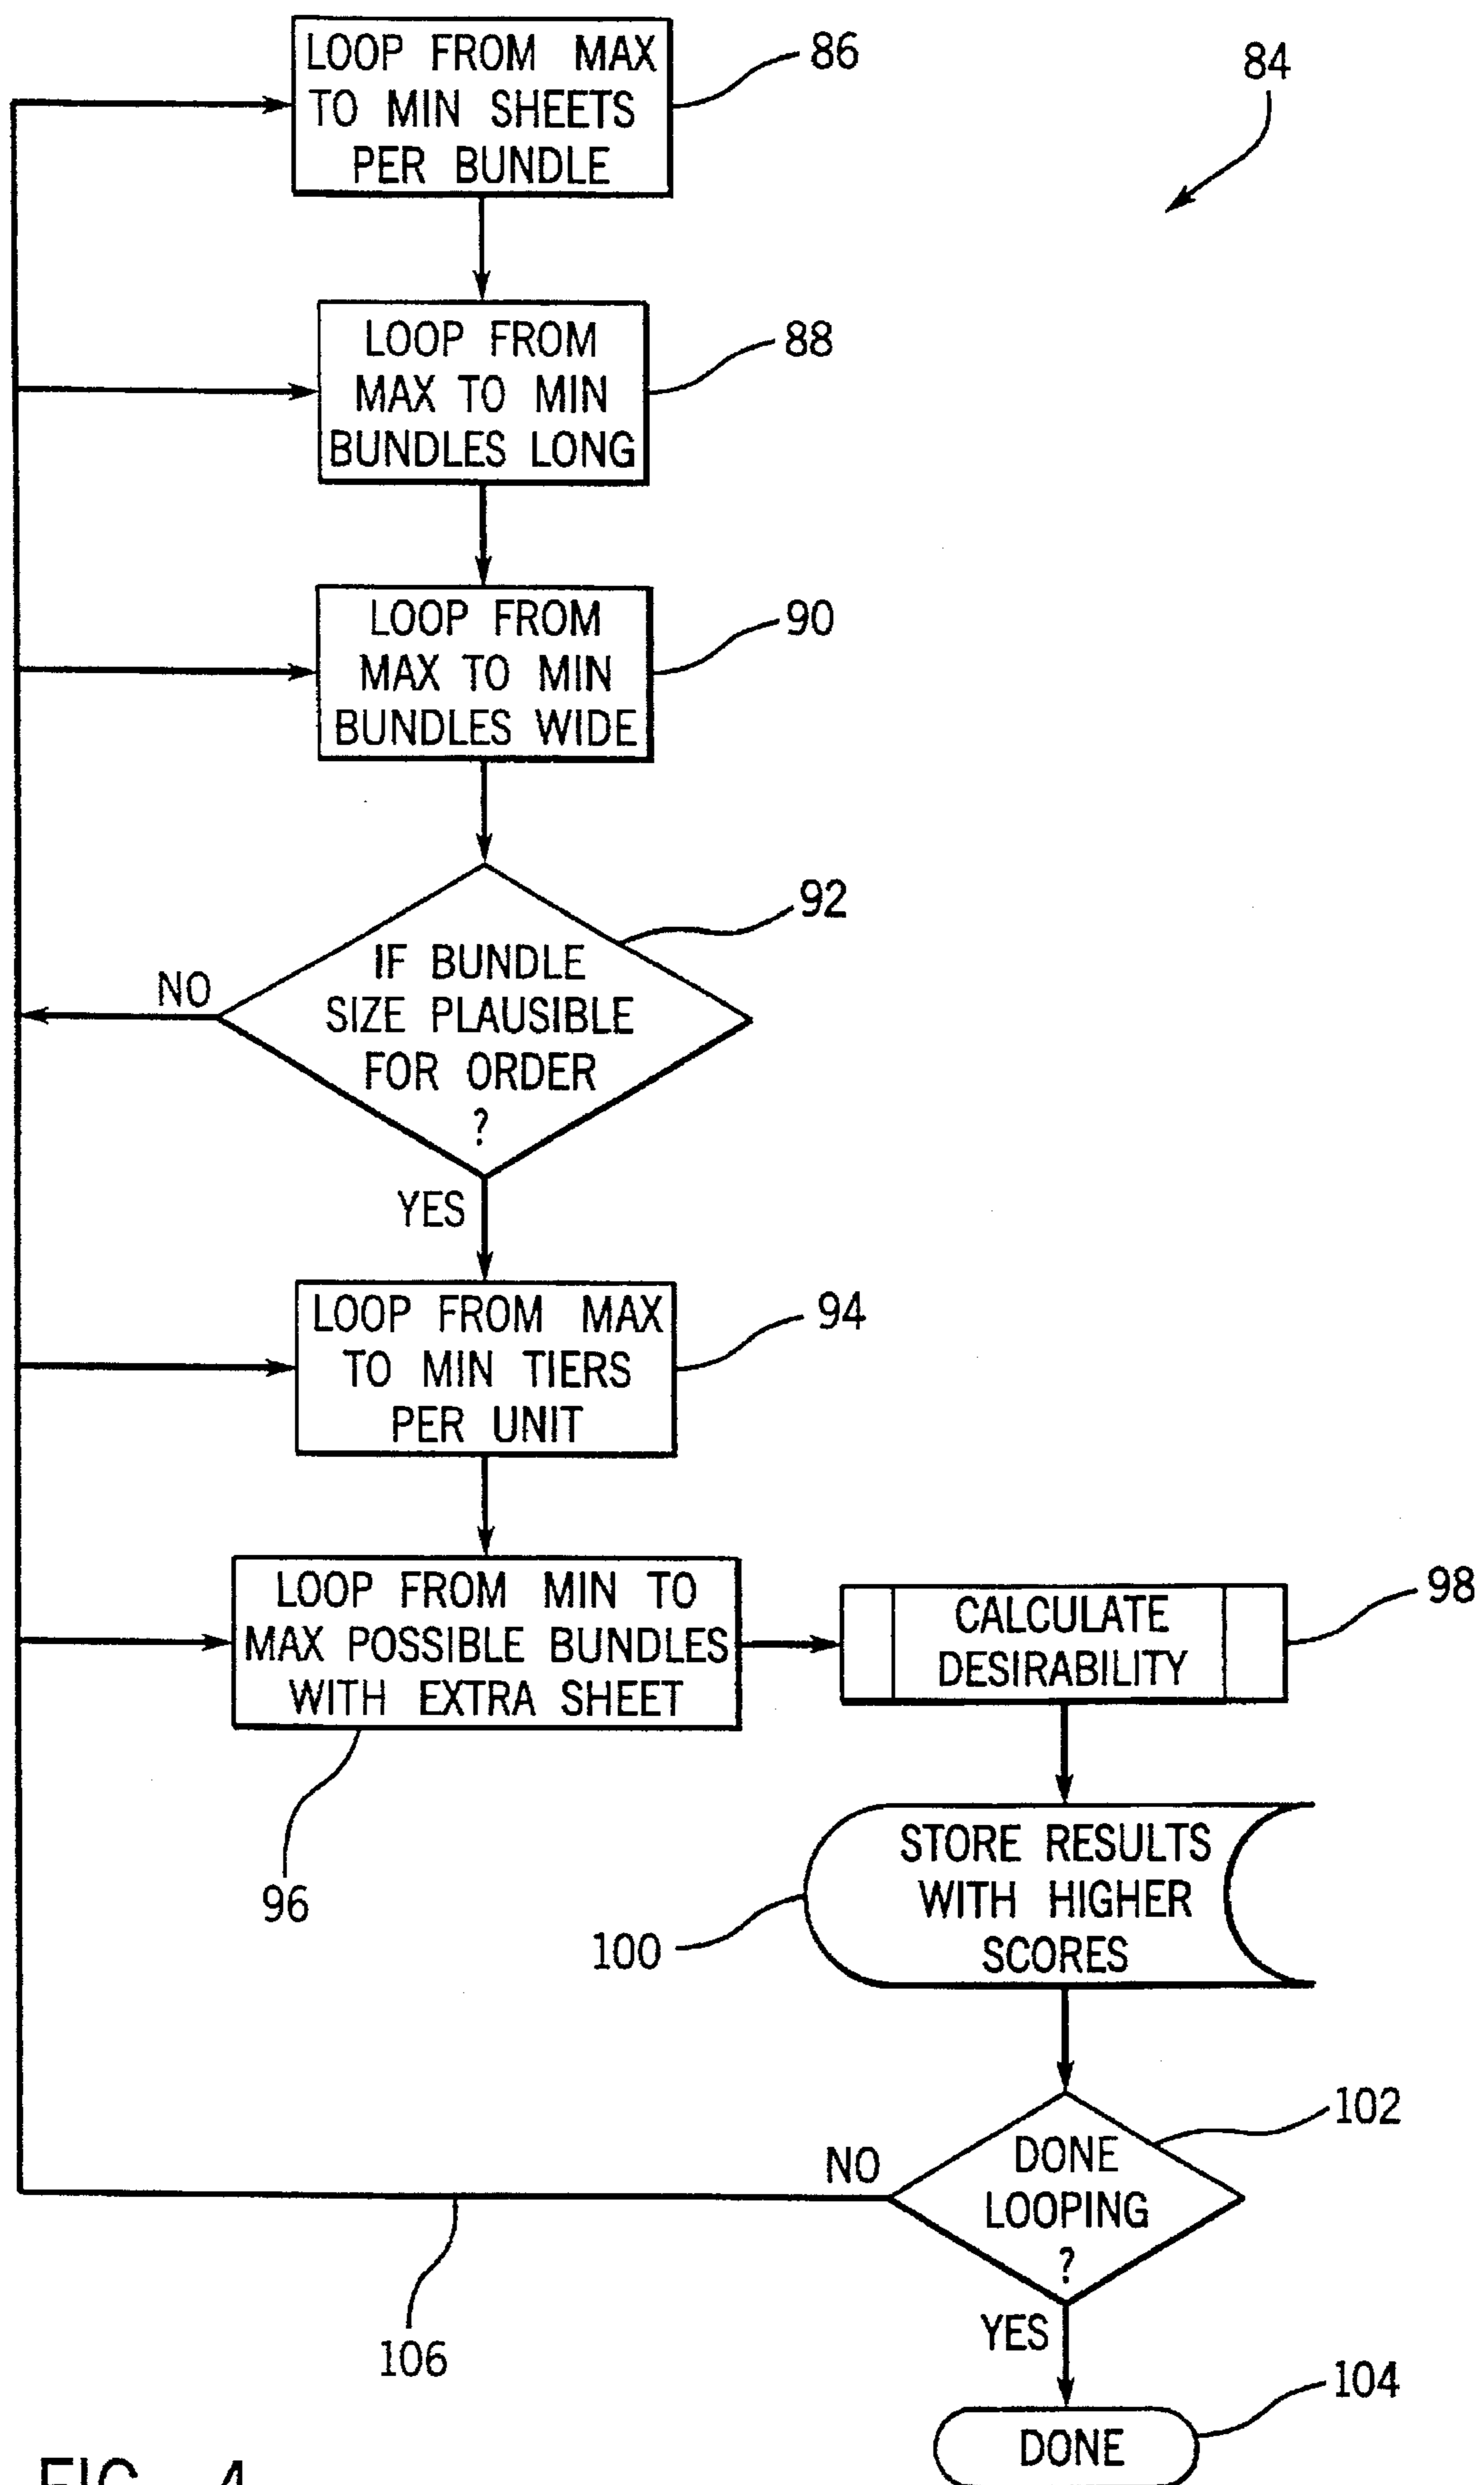 LOOP FROM MAX
TO MIN SHEETS
PER BUNDLE
86
84
LOOP FROM
MAX TO MIN
BUNDLES LONG
88
LOOP FROM
MAX TO MIN
BUNDLES WIDE
90
IF BUNDLE
SIZE PLAUSIBLE
FOR ORDER
?
92
NO
YES
LOOP FROM MAX
TO MIN TIERS
PER UNIT
94
LOOP FROM MIN TO
MAX POSSIBLE BUNDLES
WITH EXTRA SHEET
96
CALCULATE
DESIRABILITY
98
STORE RESULTS
WITH HIGHER
SCORES
100
DONE
LOOPING
?
102
NO
106
YES
DONE
104
FIG. 4